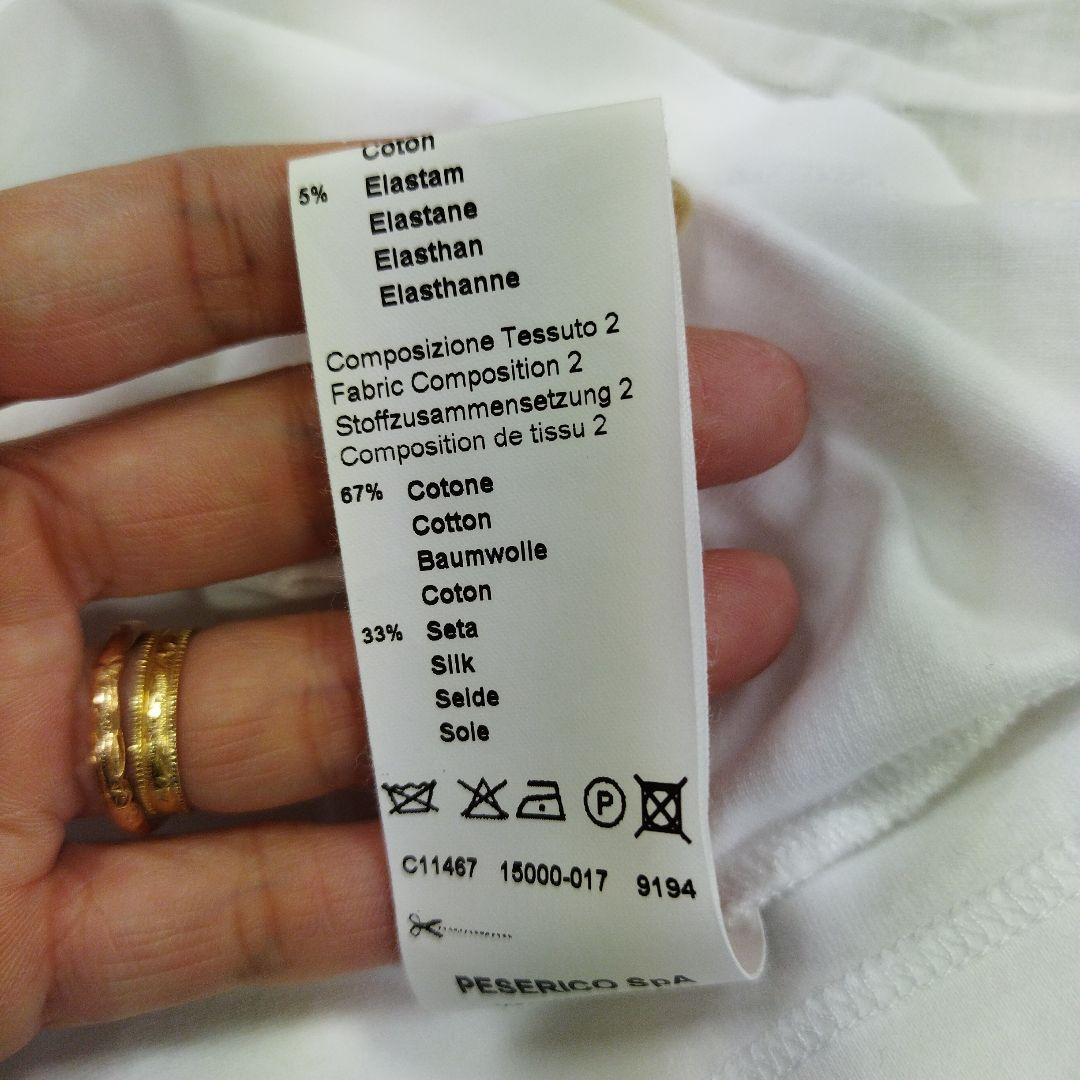 Coton
5% Elastam
Elastane
Elasthan
Elasthanne
Composizione Tessuto 2
Fabric Composition 2
Stoffzusammensetzung 2
Composition de tissu 2
67% Cotone
Cotton
Baumwolle
Coton
33% Seta
Silk
Seide
Soie
P
C11467 15000-017 9194
PESERICO SpA